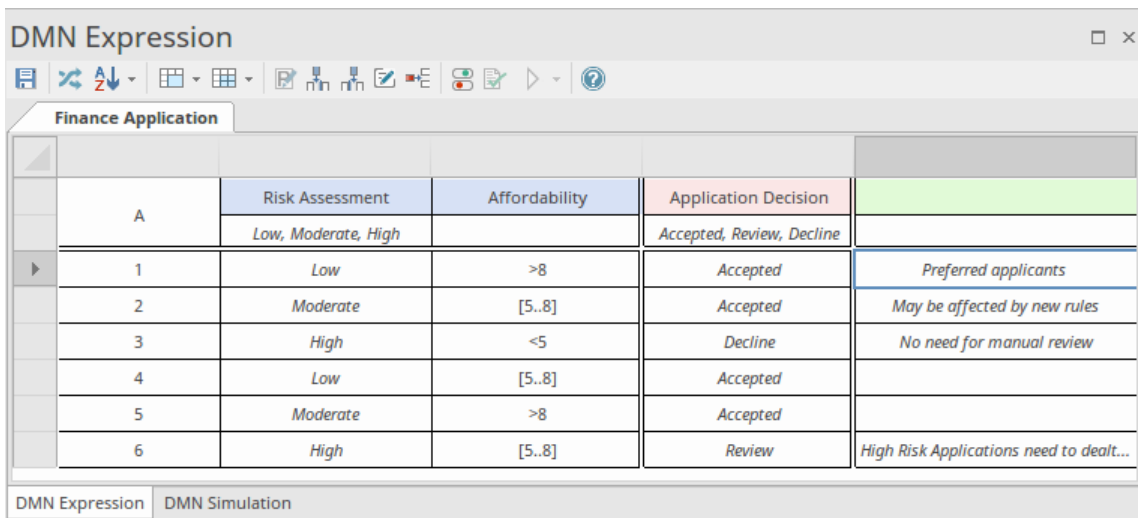 DMN Expression
Finance Application
A Risk Assessment Affordability Application Decision
Low, Moderate, High Accepted, Review, Decline
1 Low >8 Accepted Preferred applicants
2 Moderate [5..8] Accepted May be affected by new rules
3 High <5 Decline No need for manual review
4 Low [5..8] Accepted
5 Moderate >8 Accepted
6 High [5..8] Review High Risk Applications need to dealt...
DMN Expression DMN Simulation